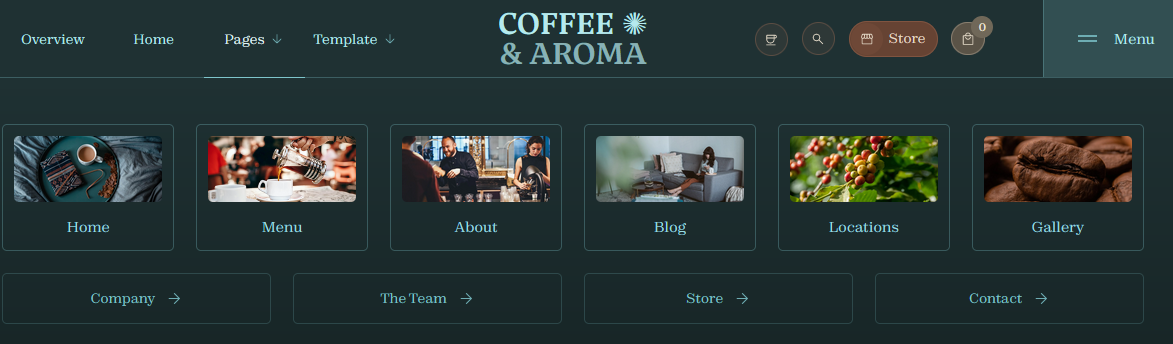 Overview Home Pages Template COFFEE & AROMA Store 0 Menu
Home Menu About Blog Locations Gallery
Company The Team Store Contact